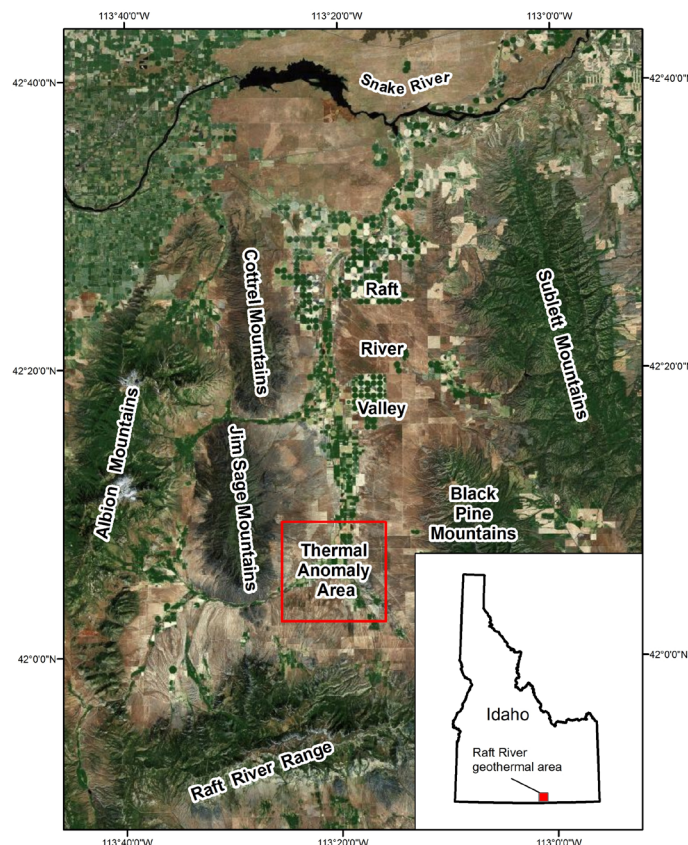 113°40'0"W
113°20'0"W
113°0'0"W
42°40'0"N
42°40'0"N
Snake River
Cottrel Mountains
Raft
Sublett Mountains
River
42°20'0"N
42°20'0"N
Valley
Albion Mountains
Jim Sage Mountains
Black
Pine
Mountains
Thermal
Anomaly
Area
42°0'0"N
42°0'0"N
Idaho
Raft River
geothermal area
Raft River Range
113°40'0"W
113°20'0"W
113°0'0"W